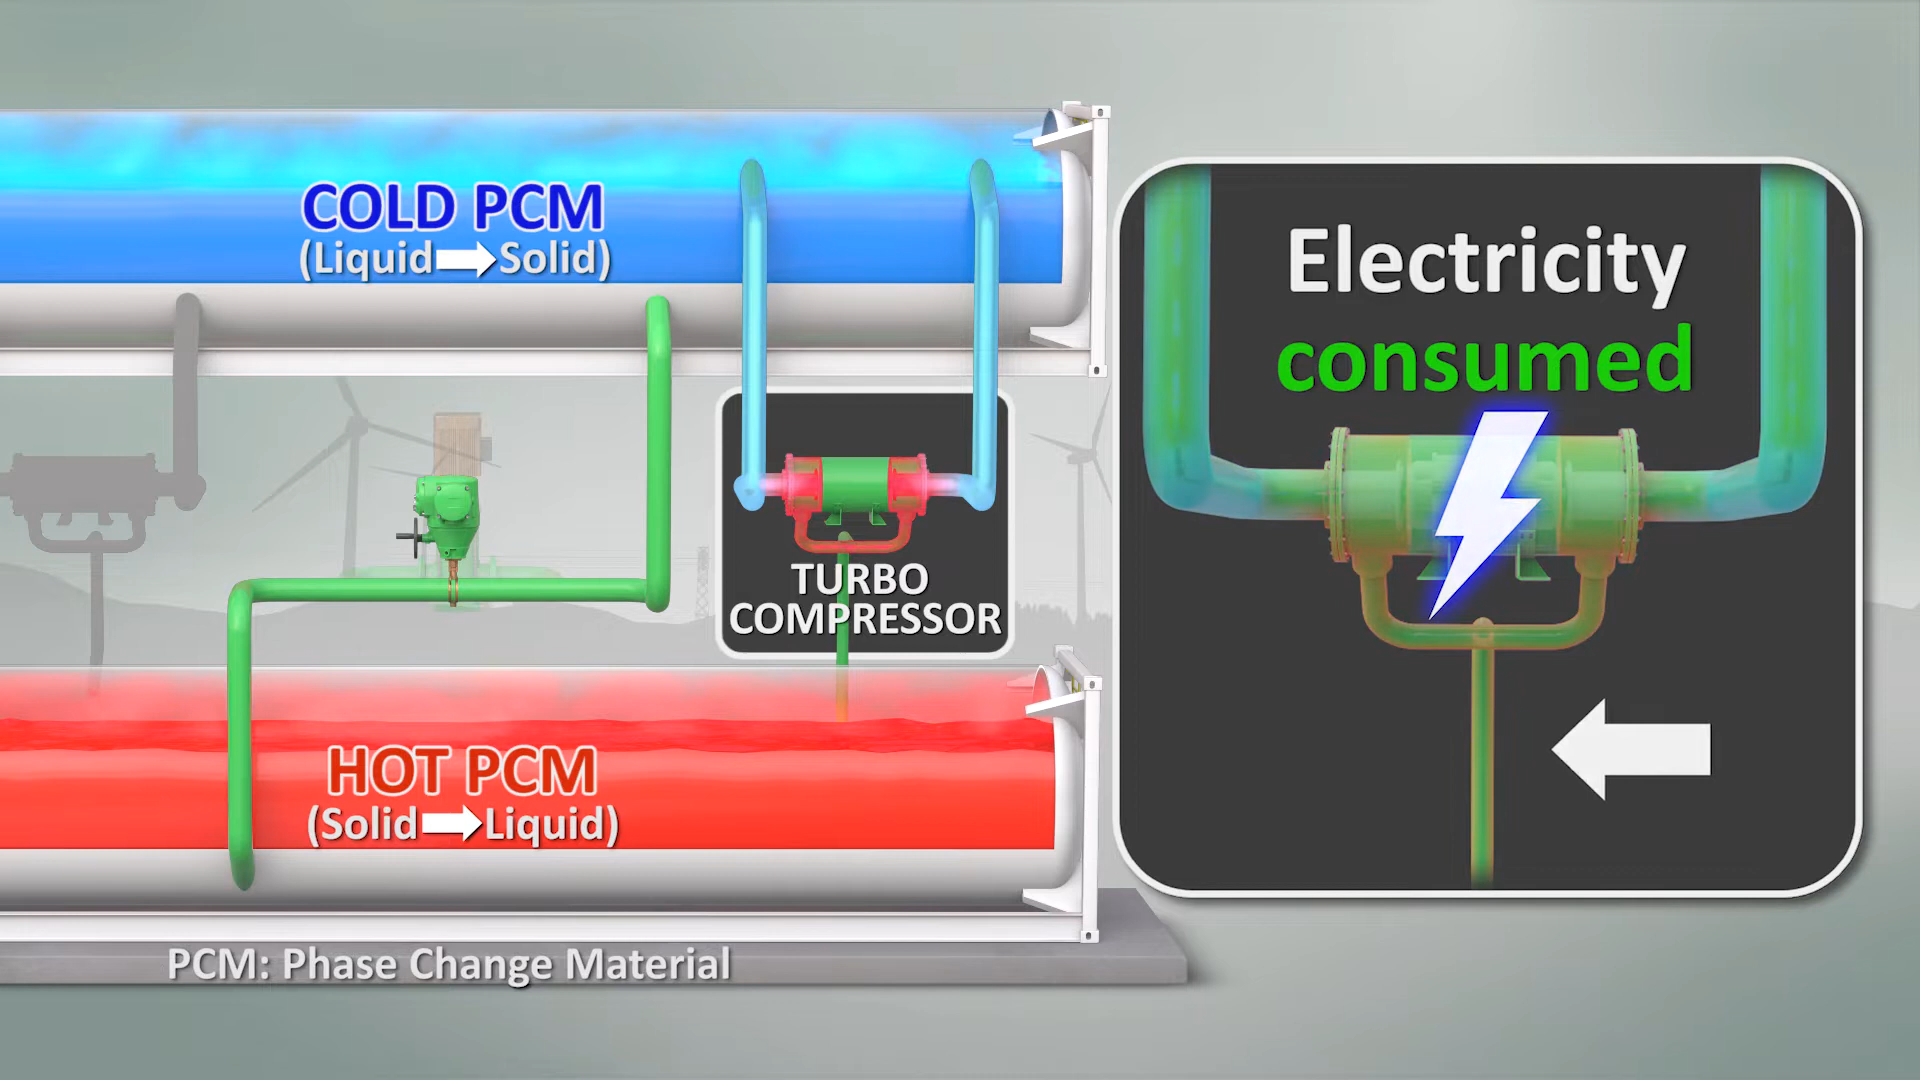 COLD PCM
(Liquid➡Solid)
Electricity
consumed
TURBO
COMPRESSOR
HOT PCM
(Solid➡Liquid)
PCM: Phase Change Material